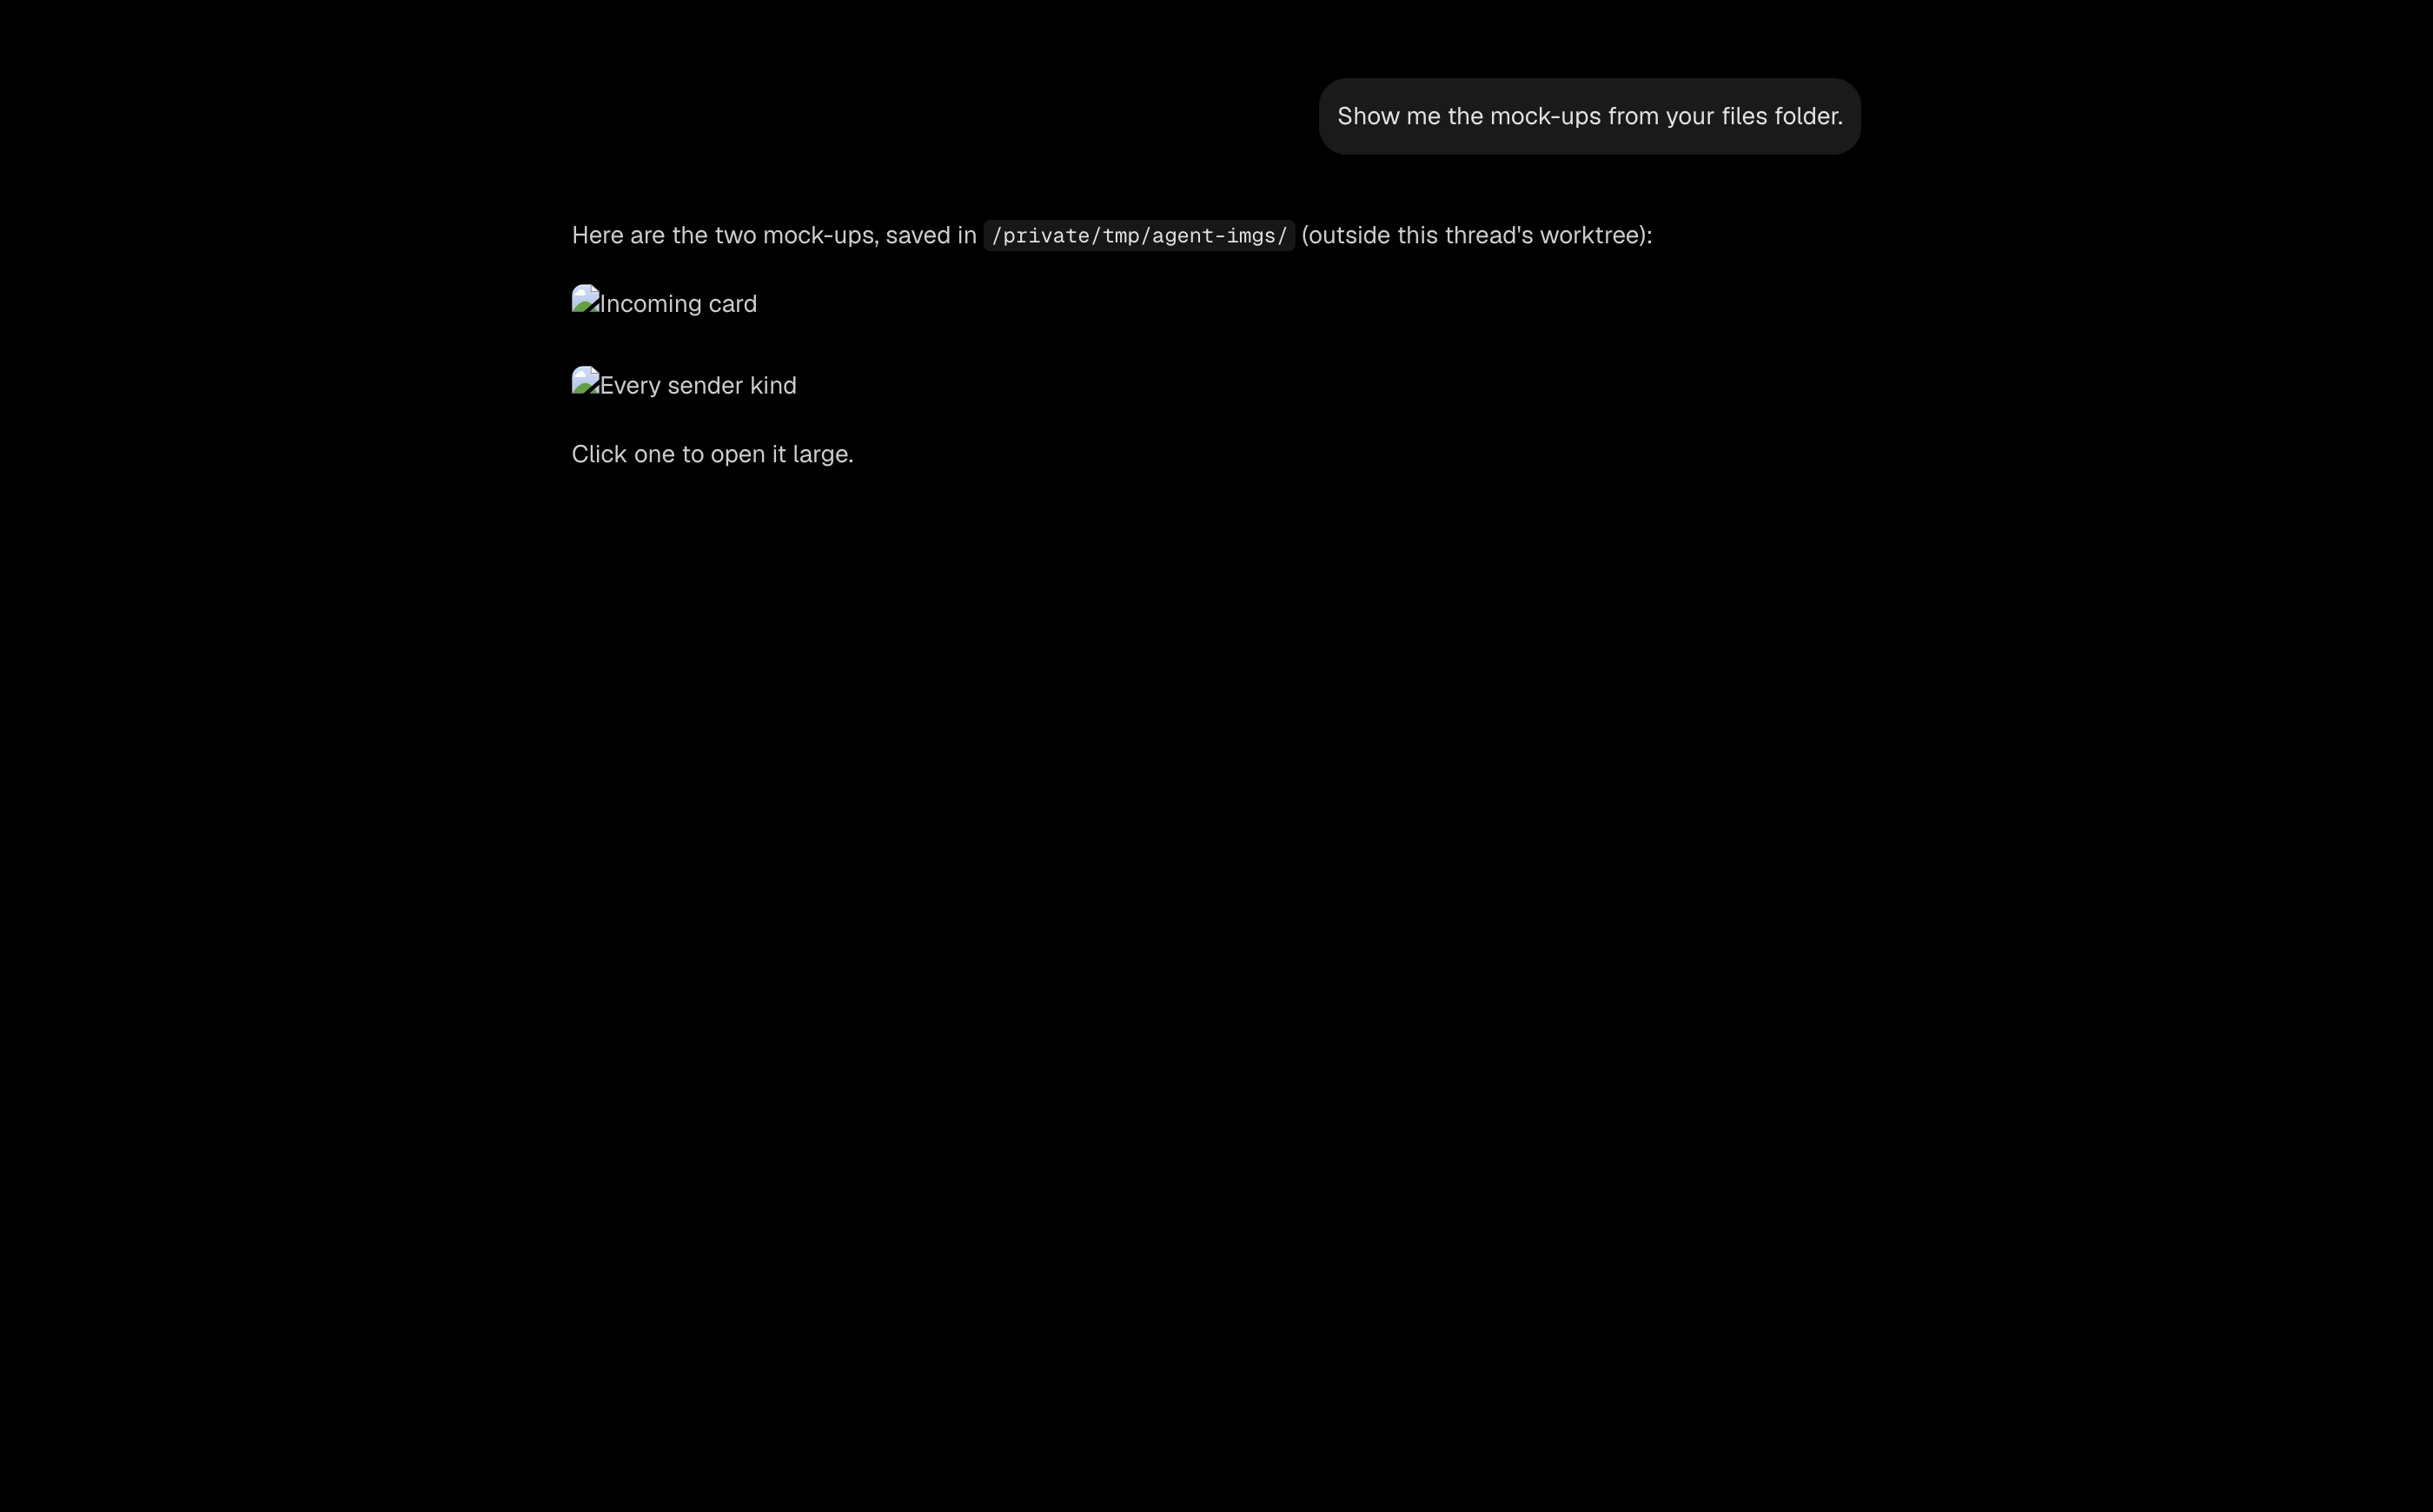 Show me the mock-ups from your files folder.
Here are the two mock-ups, saved in /private/tmp/agent-imgs/ (outside this thread's worktree):
Incoming card
Every sender kind
Click one to open it large.